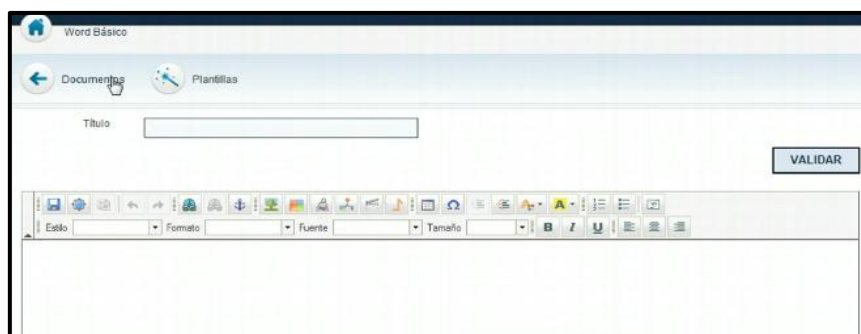 Word Básico
Documentos Plantillas
Título
VALIDAR
Estilo Formato Fuente Tamaño B I U